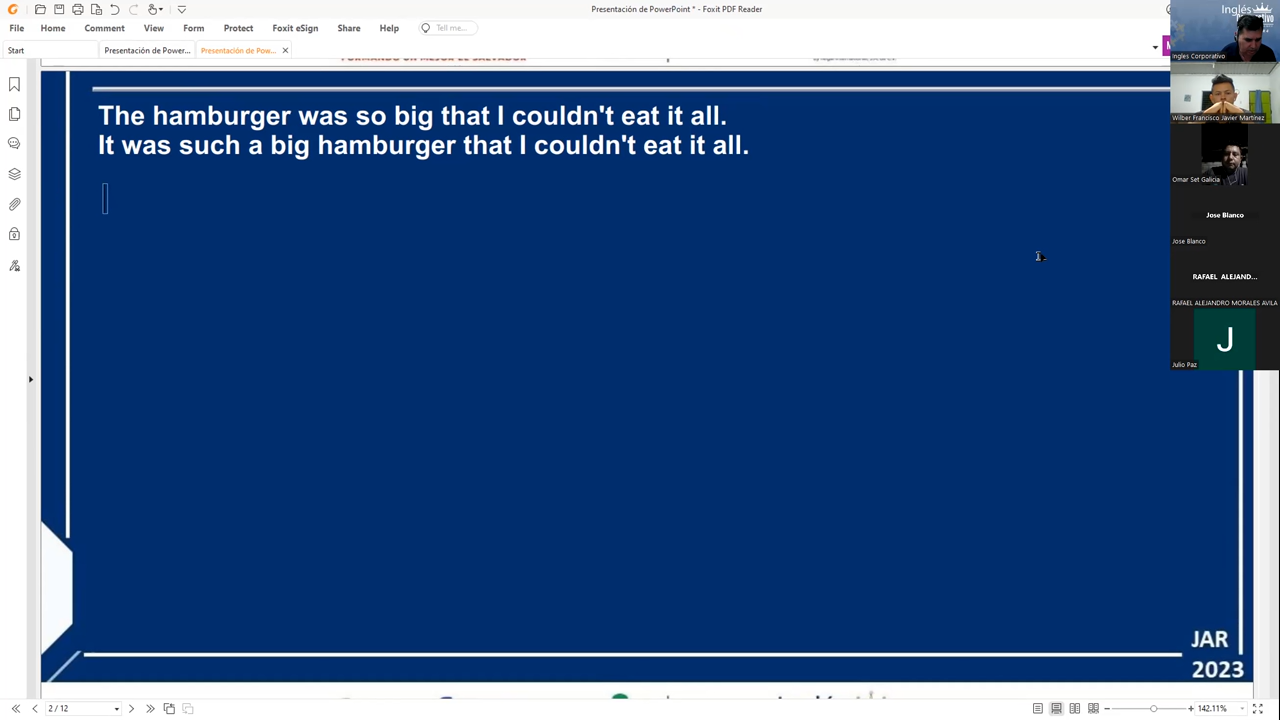 Presentación de PowerPoint * - Foxit PDF Reader
File Home Comment View Form Protect Foxit eSign Share Help Tell me...
Start Presentación de Power... Presentación de Pow...
FORMANDO UN MEJOR EL SALVADOR
The hamburger was so big that I couldn't eat it all.
It was such a big hamburger that I couldn't eat it all.
JAR
2023
Inglés
Ingles Corporativo
Wilber Francisco Javier Martinez
Omar Set Galicia
Jose Blanco
Jose Blanco
RAFAEL ALEJAND...
RAFAEL ALEJANDRO MORALES AVILA
J
Julio Paz
2 / 12
142.11%